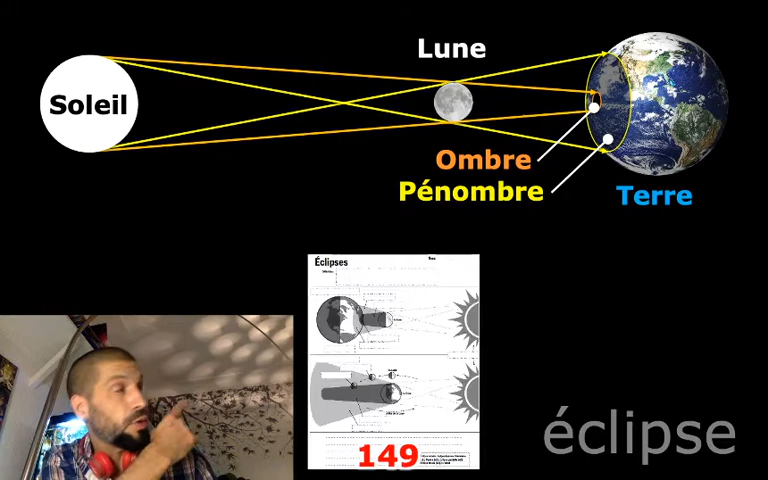 Lune
Soleil
Ombre
Pénombre
Terre
Éclipses
149
éclipse